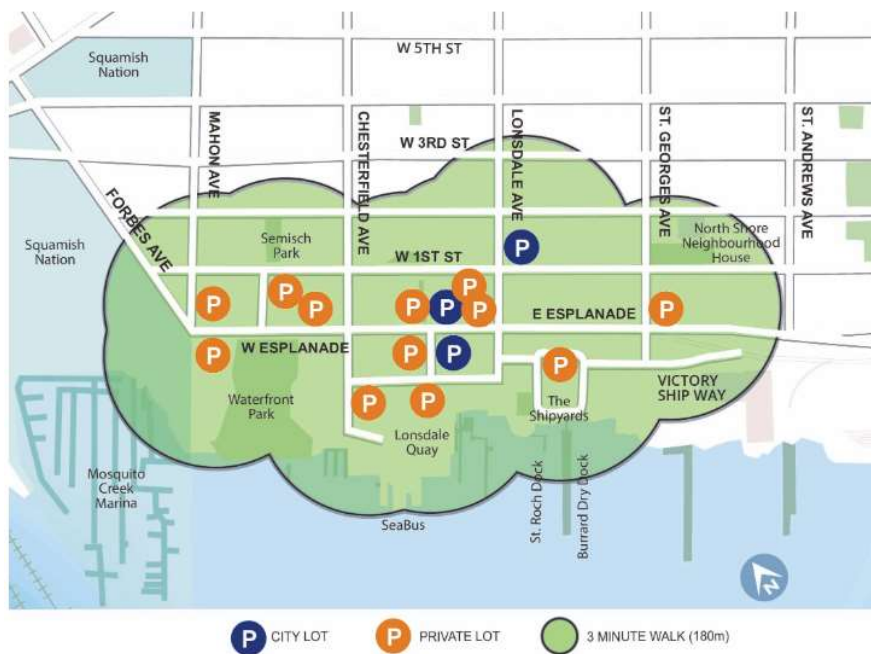 W 5TH ST
Squamish
Nation
MAHON AVE
CHESTERFIELD AVE
LONSDALE AVE
ST. GEORGES AVE
ST. ANDREWS AVE
W 3RD ST
FORBES AVE
Squamish
Nation
Semisch
Park
North Shore
Neighbourhood
House
P
W 1ST ST
P
P
P
P
P
P
P
P
E ESPLANADE
W ESPLANADE
P
P
P
P
VICTORY
SHIP WAY
Waterfront
Park
P
P
The
Shipyards
Lonsdale
Quay
Mosquito
Creek
Marina
St. Roch Dock
Burrard Dry Dock
SeaBus
N
P CITY LOT
P PRIVATE LOT
3 MINUTE WALK (180m)